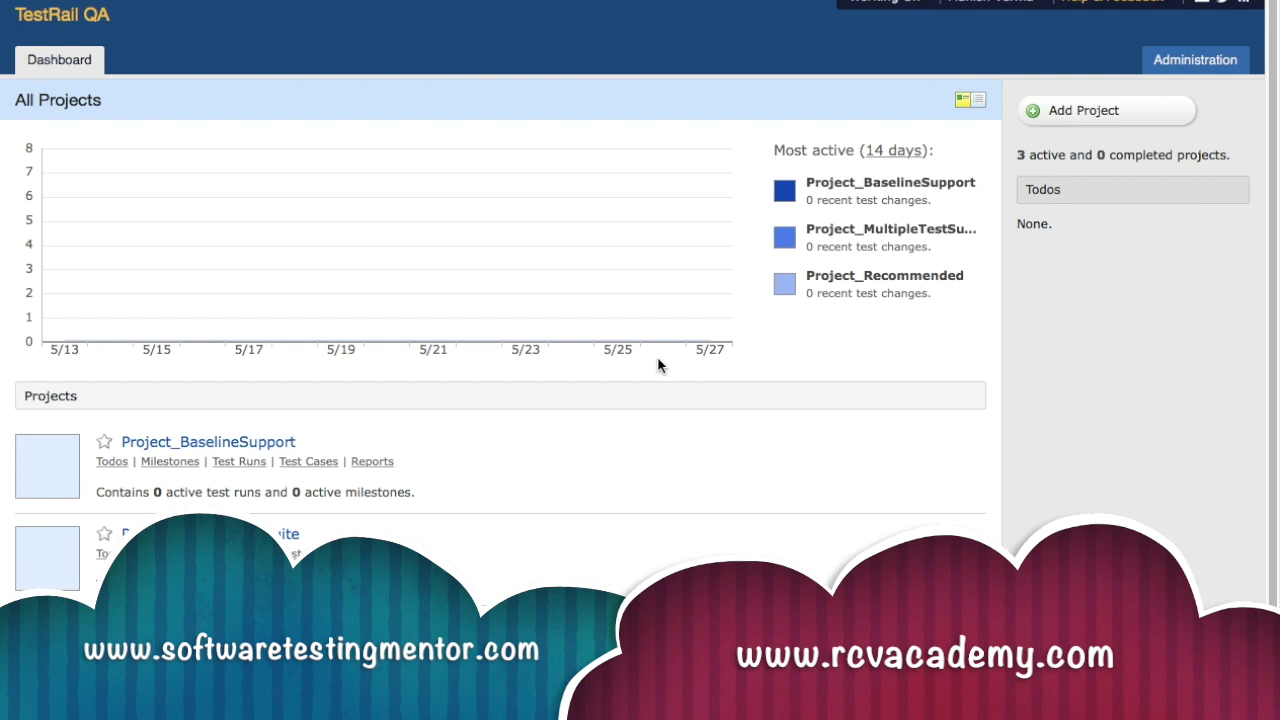 TestRail QA
Dashboard
Administration
All Projects
Add Project
3 active and 0 completed projects.
Todos
None.
8
7
6
5
4
3
2
1
0
5/13 5/15 5/17 5/19 5/21 5/23 5/25 5/27
Most active (14 days):
Project_BaselineSupport
0 recent test changes.
Project_MultipleTestSu...
0 recent test changes.
Project_Recommended
0 recent test changes.
Projects
Project_BaselineSupport
Todos | Milestones | Test Runs | Test Cases | Reports
Contains 0 active test runs and 0 active milestones.
www.softwaretestingmentor.com
www.rcvacademy.com